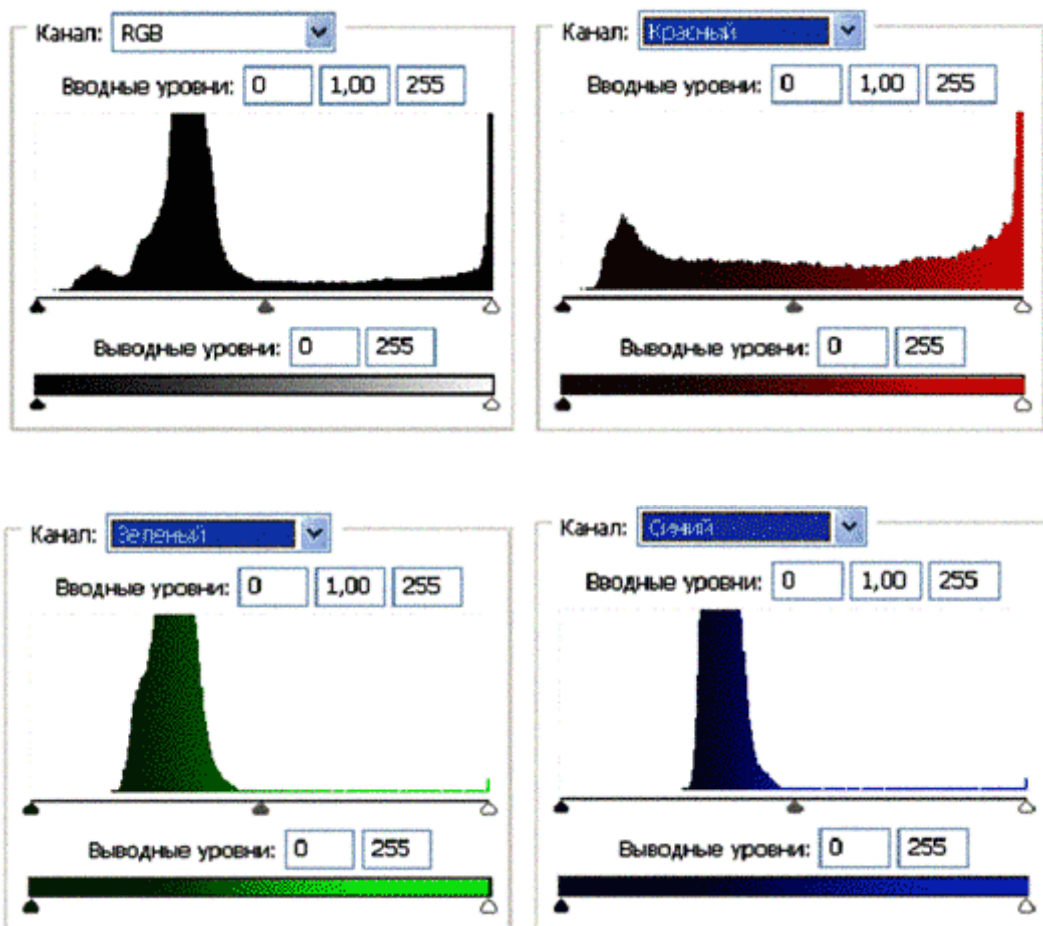 Канал: RGB
Вводные уровни: 0 1,00 255
Выводные уровни: 0 255
Канал: Красный
Вводные уровни: 0 1,00 255
Выводные уровни: 0 255
Канал: Зеленый
Вводные уровни: 0 1,00 255
Выводные уровни: 0 255
Канал: Синий
Вводные уровни: 0 1,00 255
Выводные уровни: 0 255